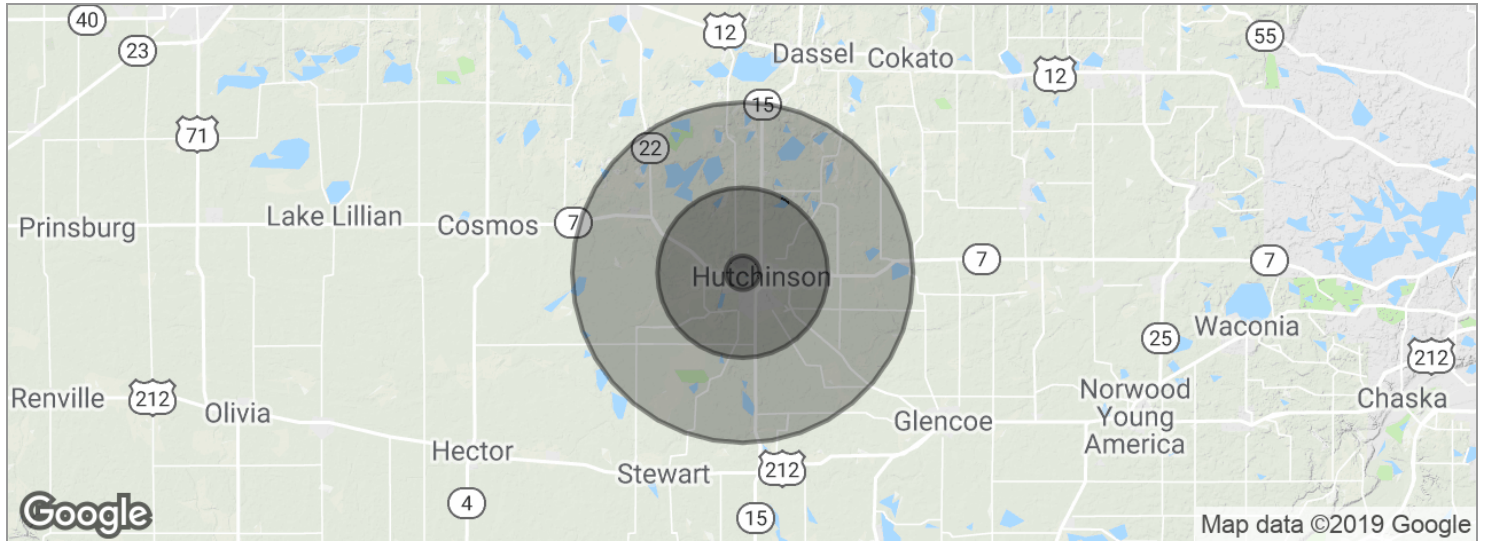 40
12
55
23
Dassel
Cokato
12
15
71
22
Lake Lillian
Prinsburg
Cosmos
7
7
7
Hutchinson
Waconia
25
212
Norwood
Young
America
Chaska
Renville
212
Olivia
Glencoe
Hector
Stewart
212
4
15
Google
Map data ©2019 Google